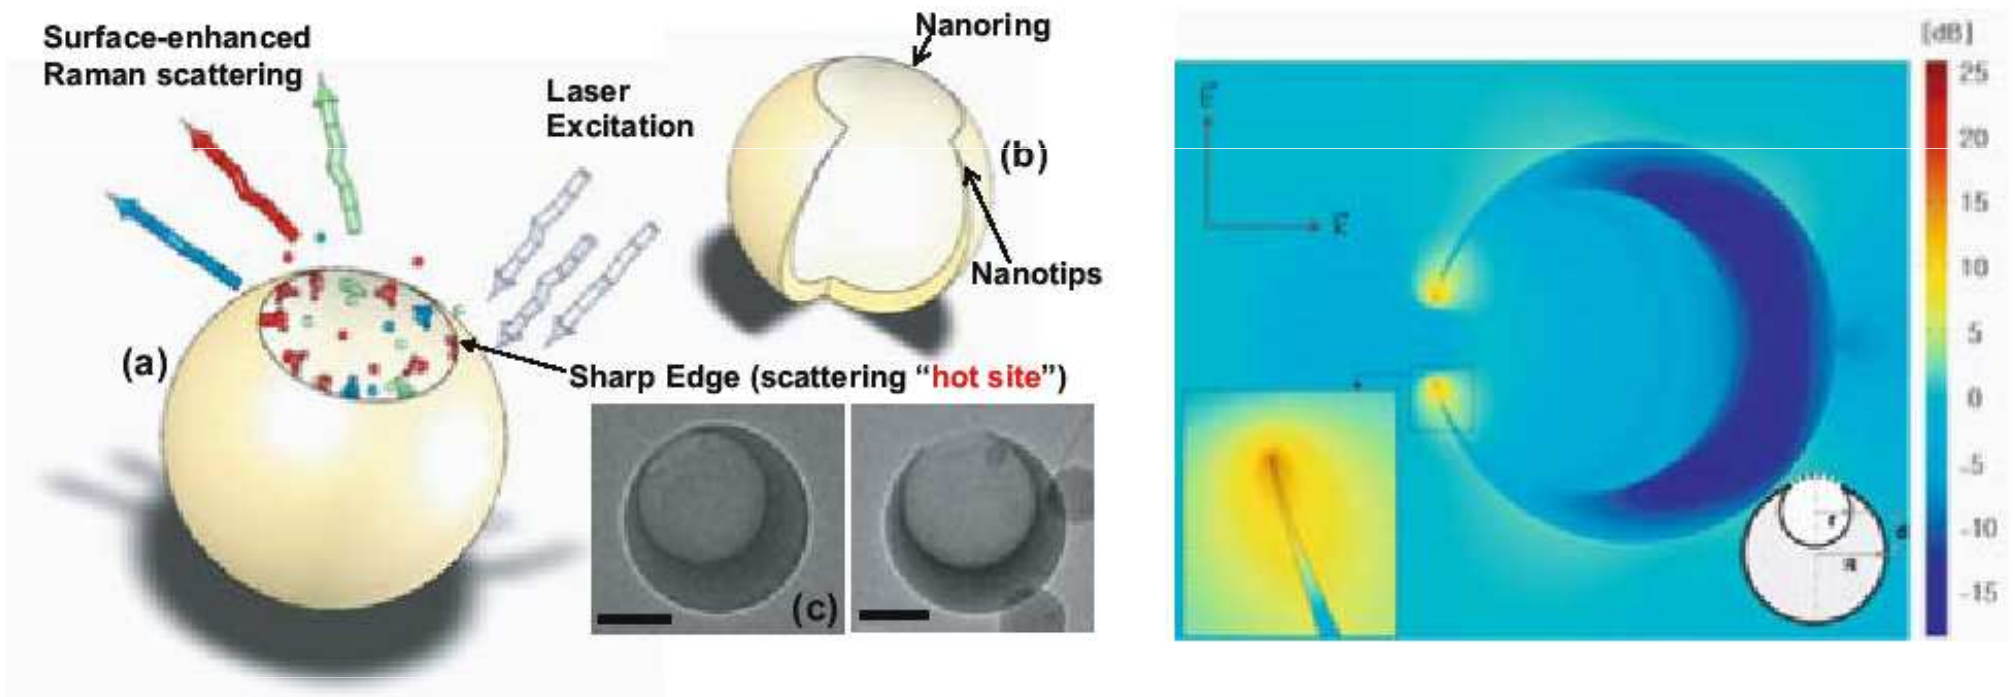 Surface-enhanced
Raman scattering
Laser
Excitation
Nanoring
(b)
Nanotips
(a)
Sharp Edge (scattering “hot site”)
(c)
[dB]
25
20
15
10
5
0
-5
-10
-15
E
r